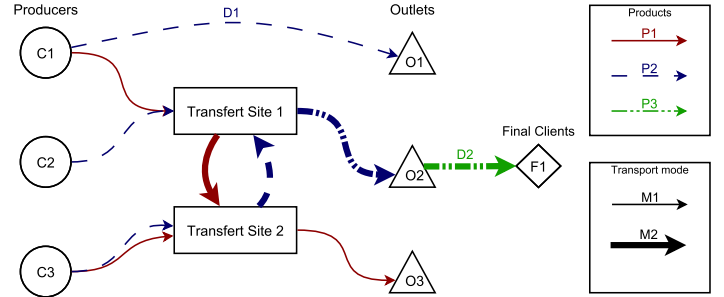 Producers
Outlets
Products
D1
C1
O1
P1
P2
P3
Transfert Site 1
Final Clients
C2
O2
D2
F1
Transport mode
M1
M2
Transfert Site 2
C3
O3